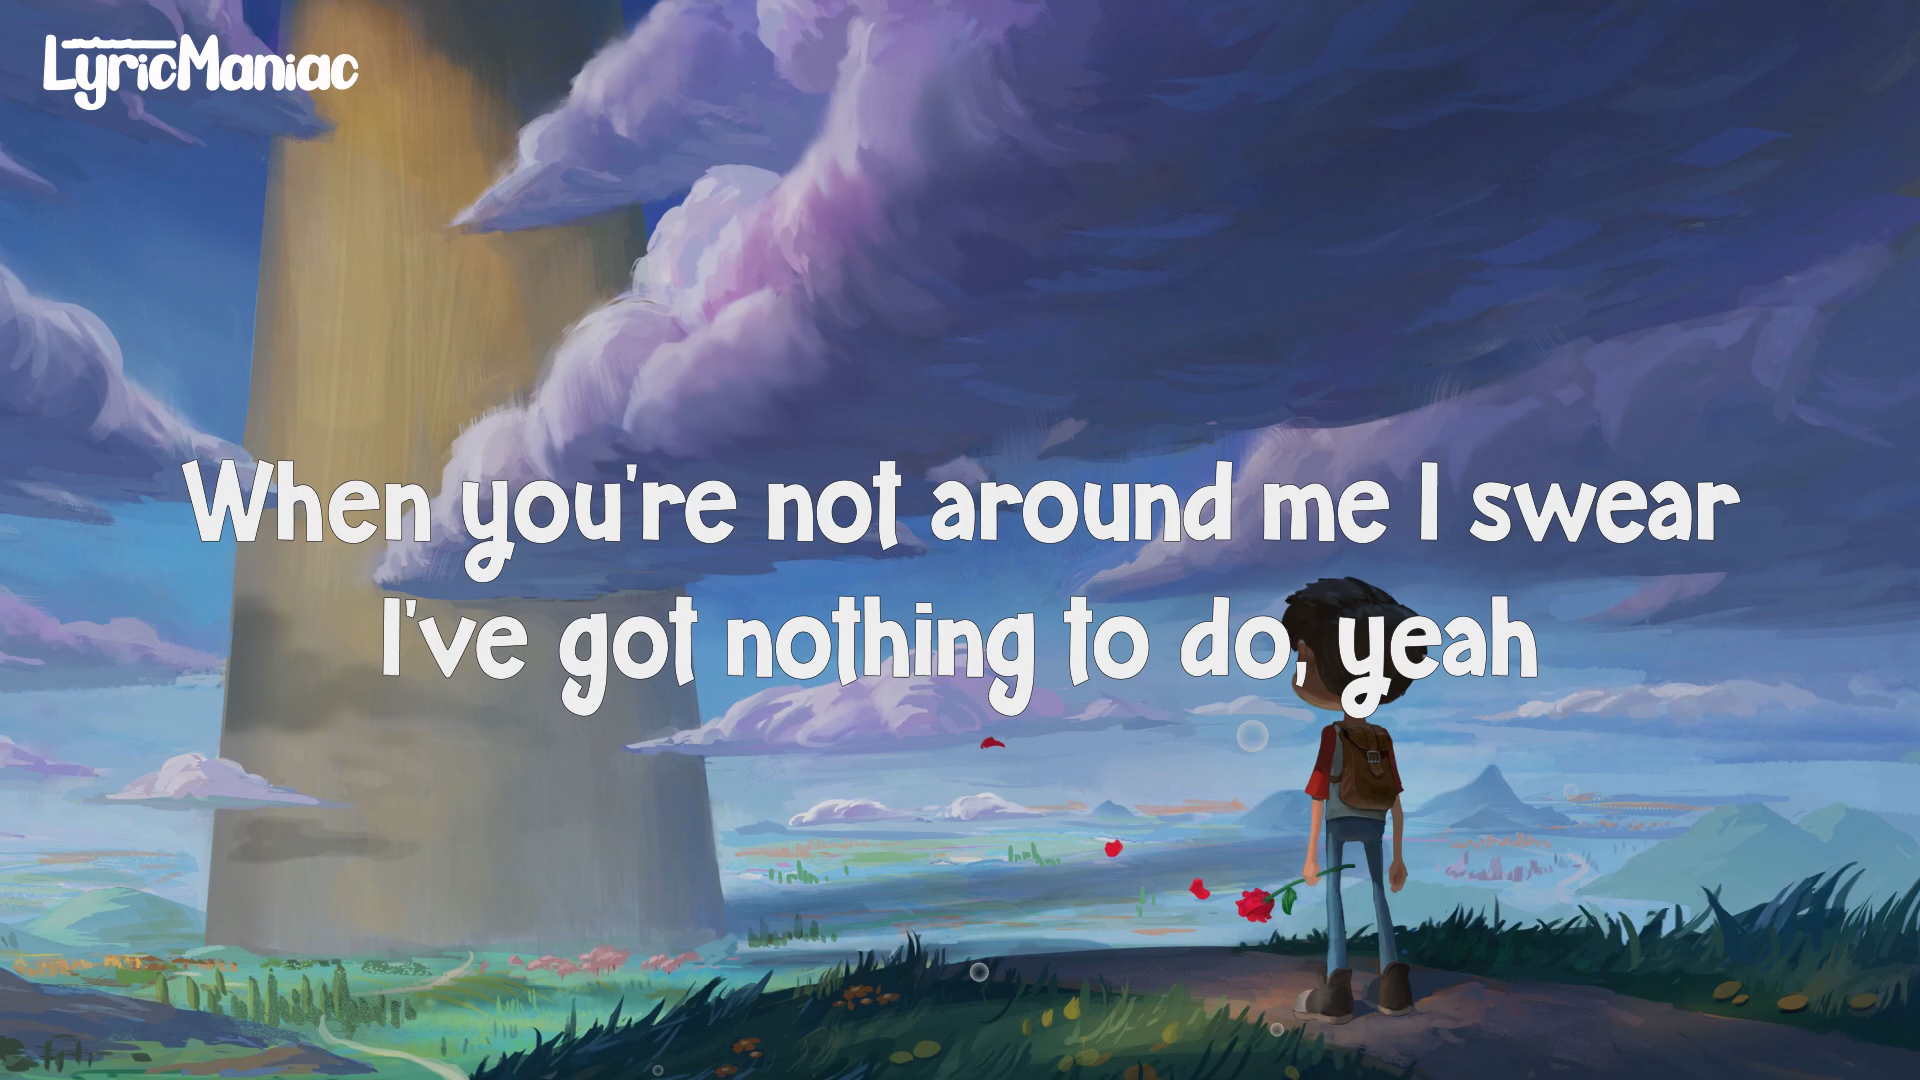 LyricManiac
When you're not around me I swear
I've got nothing to do, yeah